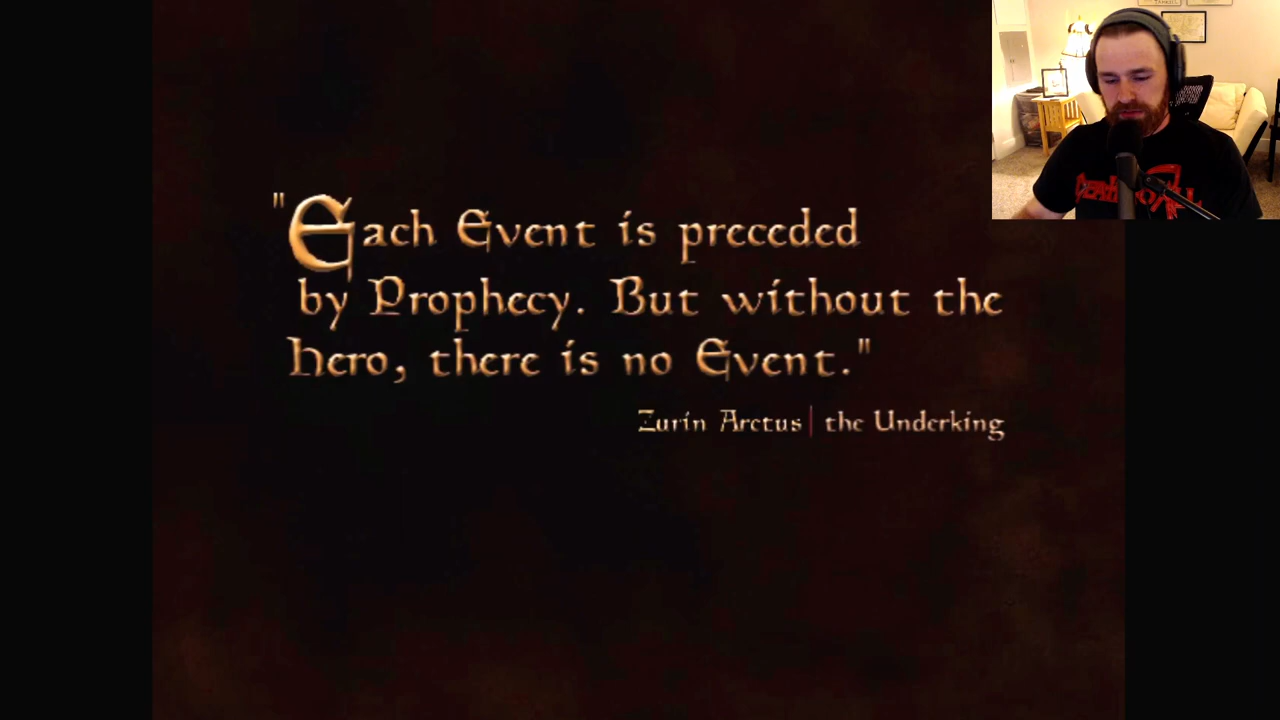 "Each Event is preceded
by Prophecy. But without the
hero, there is no Event."
Zurin Arctus | the Underking